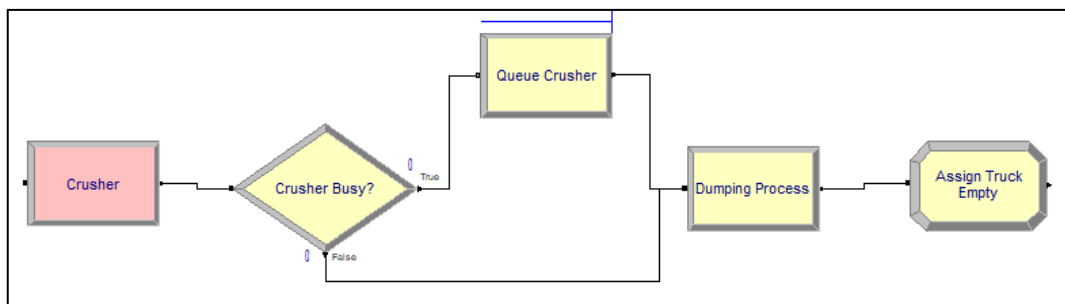 Queue Crusher
0
True
Crusher
Crusher Busy?
Dumping Process
Assign Truck
Empty
0
False